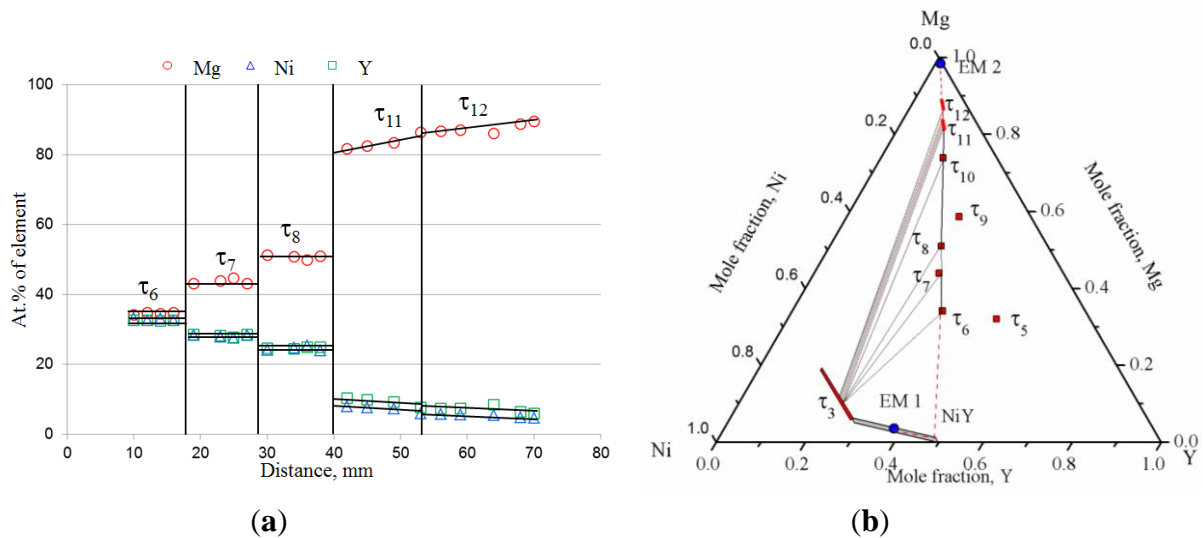 Mg Ni Y
100
80
60
40
20
0
At.% of element
0 10 20 30 40 50 60 70 80
Distance, mm
τ6
τ7
τ8
τ11
τ12
(a)
Mg
0.0 1.0
EM 2
τ12
τ11
τ10
τ9
τ8
τ7
τ6
τ5
τ3
EM 1
NiY
0.2
0.4
0.6
0.8
1.0
Mole fraction, Ni
0.8
0.6
0.4
0.2
0.0
Mole fraction, Mg
Ni
Y
0.0 0.2 0.4 0.6 0.8 1.0
Mole fraction, Y
(b)